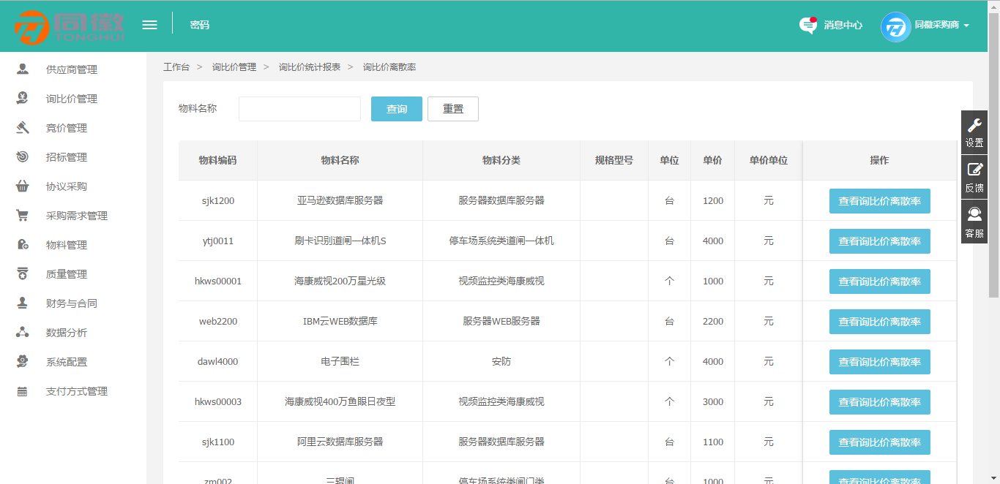 同徽
TONGHUI
密码
消息中心
同徽采购商
供应商管理
询比价管理
竞价管理
招标管理
协议采购
采购需求管理
物料管理
质量管理
财务与合同
数据分析
系统配置
支付方式管理
工作台 > 询比价管理 > 询比价统计报表 > 询比价离散率
物料名称 查询 重置
物料编码 物料名称 物料分类 规格型号 单位 单价 单价单位 操作
sjk1200 亚马逊数据库服务器 服务器数据库服务器 台 1200 元 查看询比价离散率
ytj0011 刷卡识别道闸一体机S 停车场系统类道闸一体机 台 4000 元 查看询比价离散率
hkws00001 海康威视200万星光级 视频监控类海康威视 个 1000 元 查看询比价离散率
web2200 IBM云WEB数据库 服务器WEB服务器 台 2200 元 查看询比价离散率
dawl4000 电子围栏 安防 个 4000 元 查看询比价离散率
hkws00003 海康威视400万鱼眼日夜型 视频监控类海康威视 个 3000 元 查看询比价离散率
sjk1100 阿里云数据库服务器 服务器数据库服务器 台 1100 元 查看询比价离散率
zm002 三辊闸 停车场系统类闸门类 台 1000 元 查看询比价离散率
设置
反馈
客服